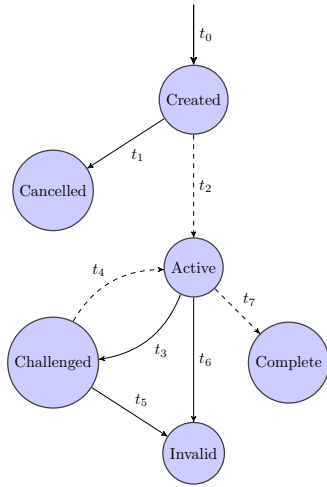 t₀
Created
t₁
Cancelled
t₂
Active
t₄
t₇
Challenged
t₃
t₆
Complete
t₅
Invalid